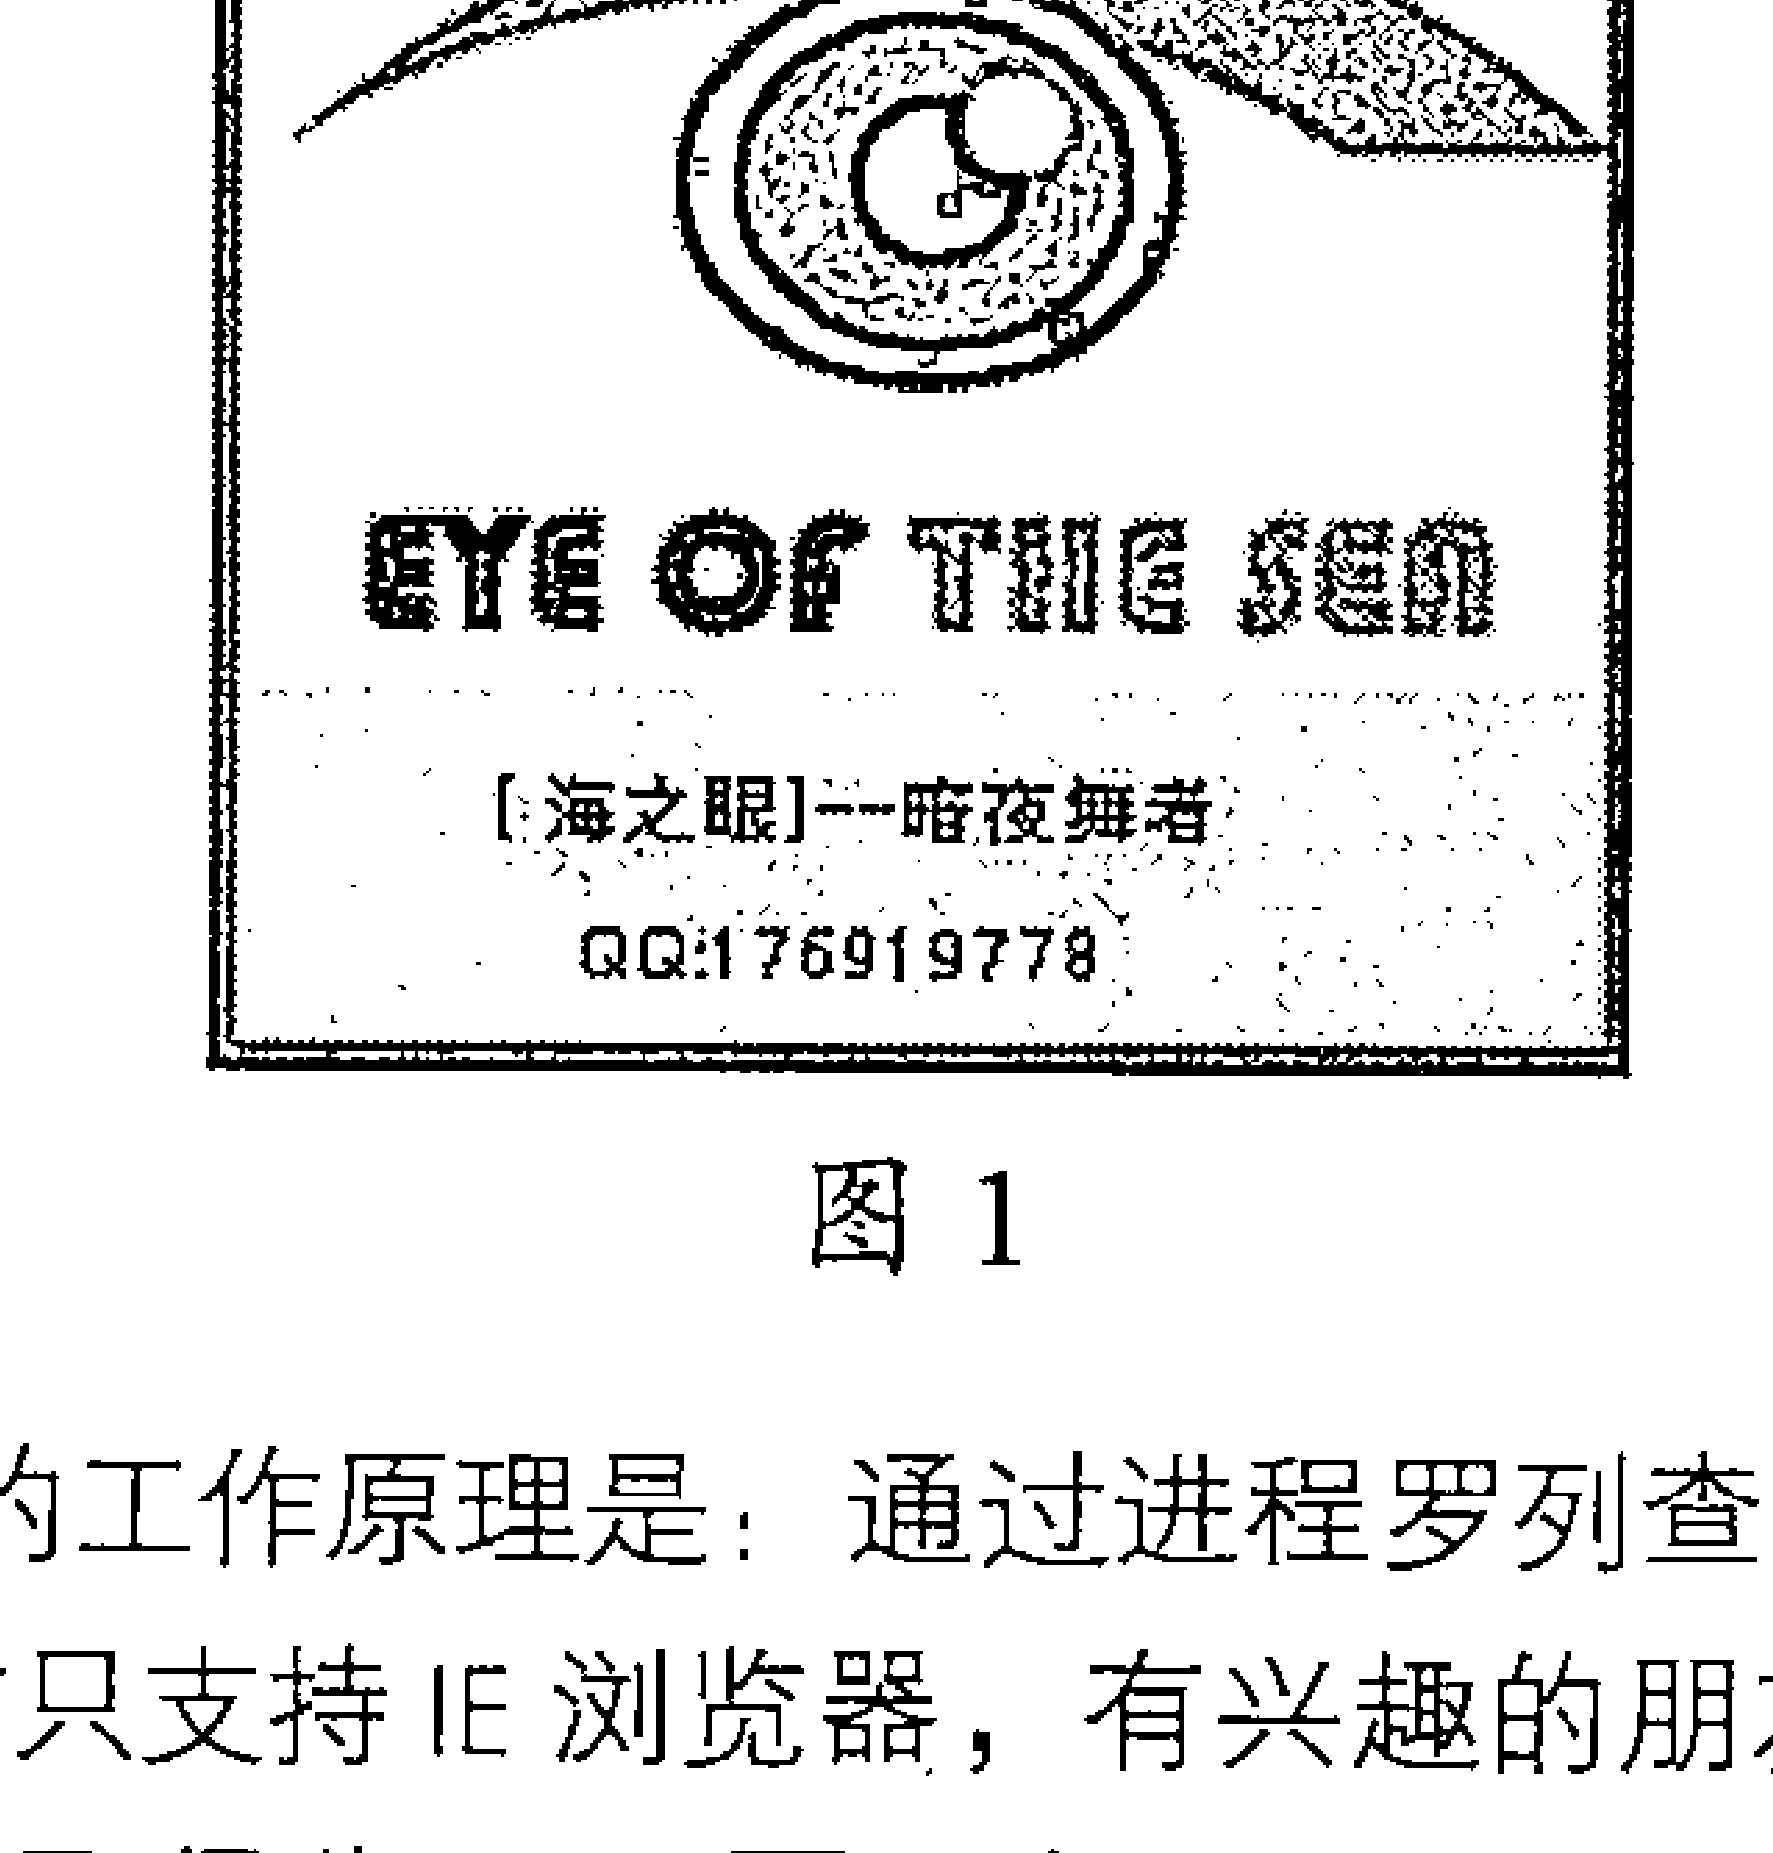 EYE OF THE SEA
[海之眼]--暗夜舞者
QQ:176919778
图 1
的工作原理是：通过进程罗列查
只支持 IE 浏览器，有兴趣的朋